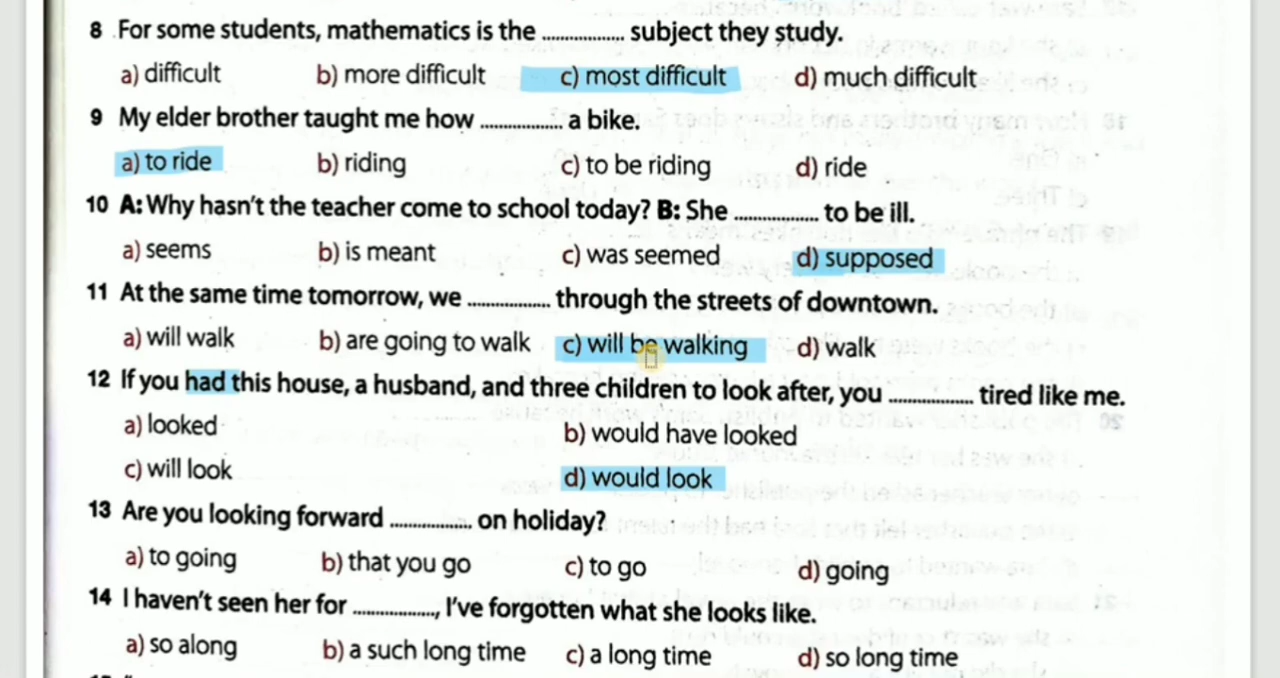 8 For some students, mathematics is the .................. subject they study.
a) difficult b) more difficult c) most difficult d) much difficult
9 My elder brother taught me how .................. a bike.
a) to ride b) riding c) to be riding d) ride
10 A: Why hasn't the teacher come to school today? B: She .................. to be ill.
a) seems b) is meant c) was seemed d) supposed
11 At the same time tomorrow, we .................. through the streets of downtown.
a) will walk b) are going to walk c) will be walking d) walk
12 If you had this house, a husband, and three children to look after, you .................. tired like me.
a) looked b) would have looked
c) will look d) would look
13 Are you looking forward .................. on holiday?
a) to going b) that you go c) to go d) going
14 I haven't seen her for .................., I've forgotten what she looks like.
a) so along b) a such long time c) a long time d) so long time